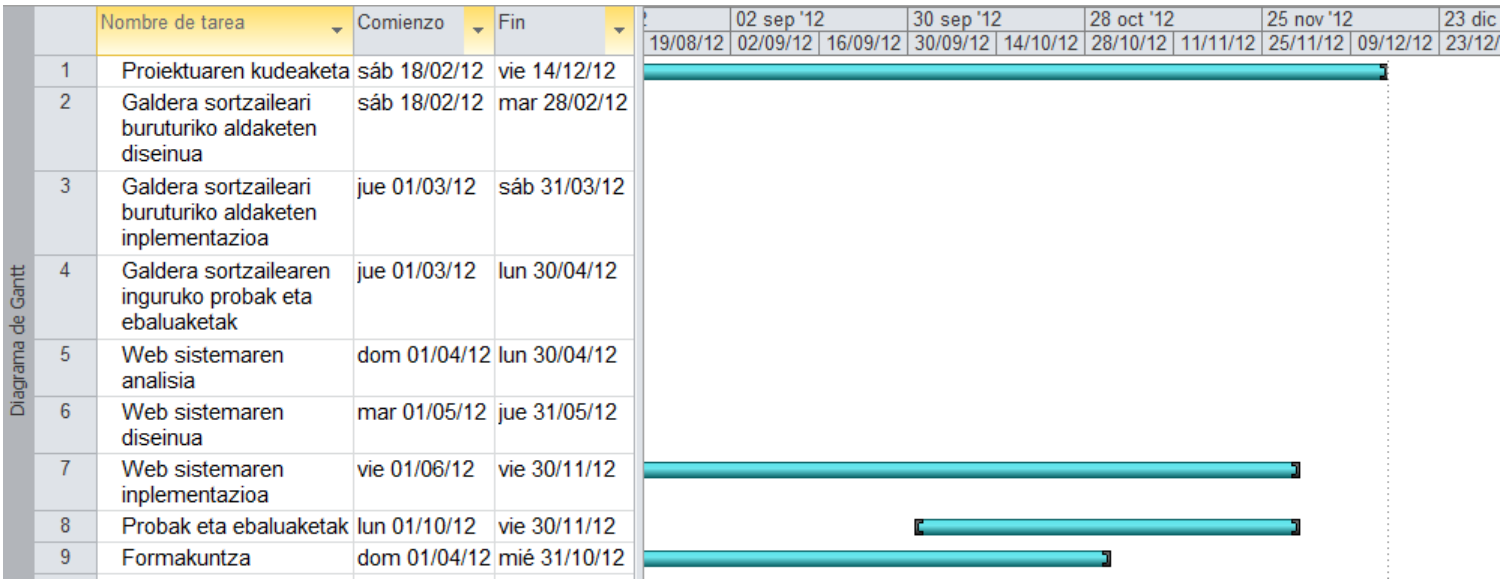 Nombre de tarea Comienzo Fin 2 02 sep '12 30 sep '12 28 oct '12 25 nov '12 23 dic
19/08/12 02/09/12 16/09/12 30/09/12 14/10/12 28/10/12 11/11/12 25/11/12 09/12/12 23/12/
Diagrama de Gantt
1 Proiektuaren kudeaketa sáb 18/02/12 vie 14/12/12
2 Galdera sortzaileari sáb 18/02/12 mar 28/02/12
buruturiko aldaketen
diseinua
3 Galdera sortzaileari jue 01/03/12 sáb 31/03/12
buruturiko aldaketen
inplementazioa
4 Galdera sortzailearen jue 01/03/12 lun 30/04/12
inguruko probak eta
ebaluaketak
5 Web sistemaren dom 01/04/12 lun 30/04/12
analisia
6 Web sistemaren mar 01/05/12 jue 31/05/12
diseinua
7 Web sistemaren vie 01/06/12 vie 30/11/12
inplementazioa
8 Probak eta ebaluaketak lun 01/10/12 vie 30/11/12
9 Formakuntza dom 01/04/12 mié 31/10/12